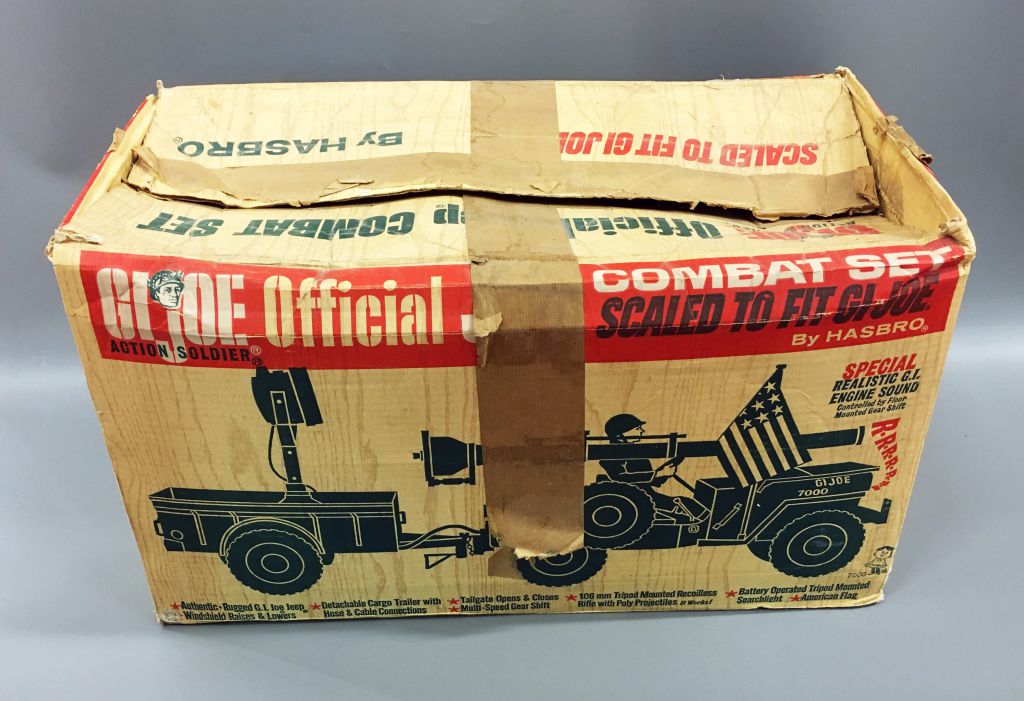 By HASBRO®
SCALED TO FIT GI JOE
COMBAT SET
Official
GI JOE Official
ACTION SOLDIER®
COMBAT SET
SCALED TO FIT GI JOE
By HASBRO®
SPECIAL
REALISTIC G.I.
ENGINE SOUND
Controlled by Floor
Mounted Gear Shift
R-R-R-R-R
GI JOE
7000
7000
★ Authentic-Rugged G.I. Joe Jeep
★ Windshield Raises & Lowers
★ Detachable Cargo Trailer with
Hose & Cable Connections
★ Tailgate Opens & Closes
★ Multi-Speed Gear Shift
★ 106 mm Tripod Mounted Recoilless
Rifle with Poly Projectiles It Works!
★ Battery Operated Tripod Mounted
Searchlight ★ American Flag